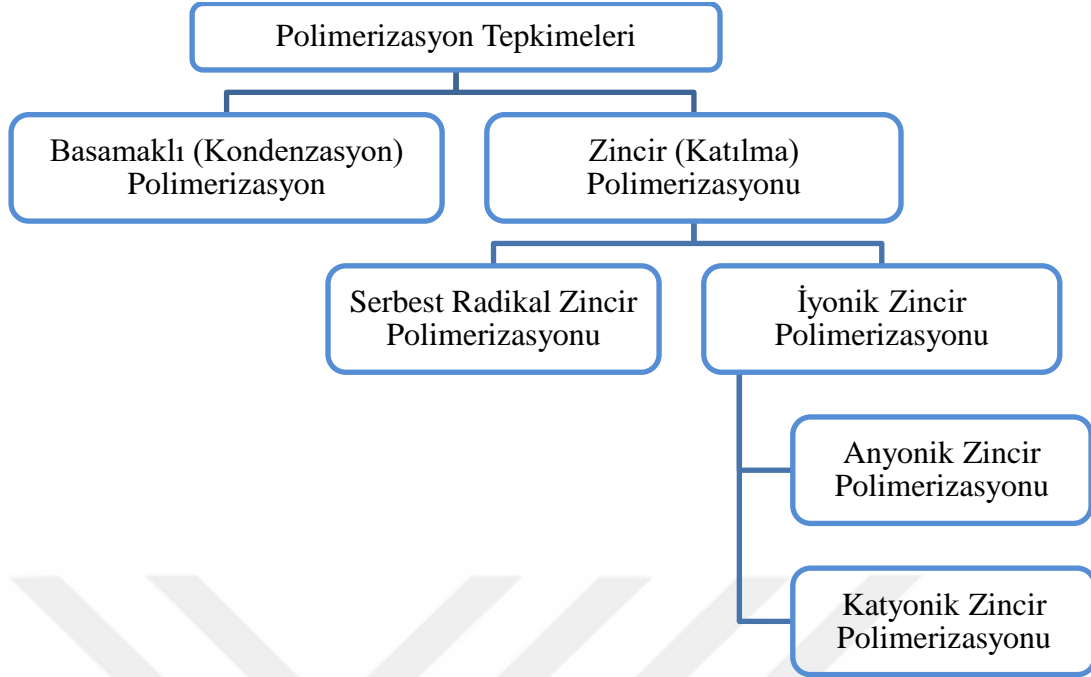 Polimerizasyon Tepkimeleri
Basamaklı (Kondenzasyon)
Polimerizasyon
Zincir (Katılma)
Polimerizasyonu
Serbest Radikal Zincir
Polimerizasyonu
İyonik Zincir
Polimerizasyonu
Anyonik Zincir
Polimerizasyonu
Katyonik Zincir
Polimerizasyonu